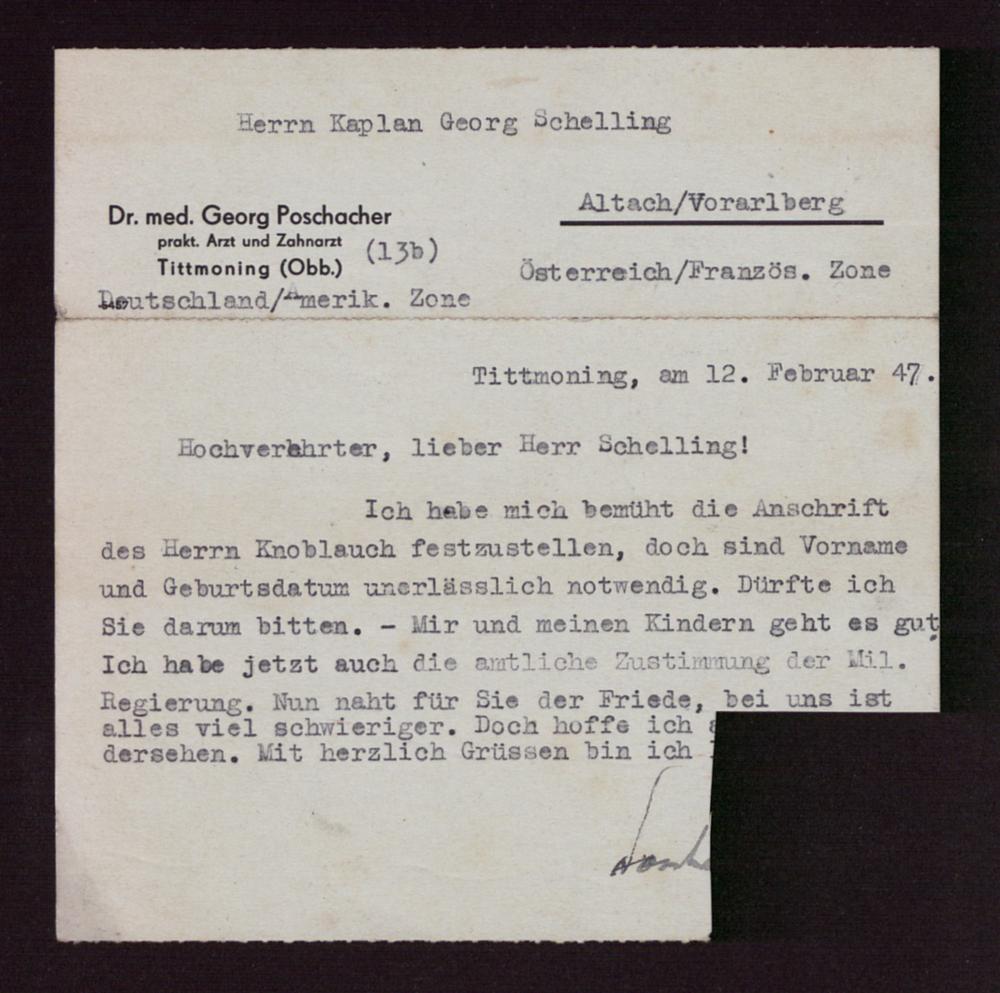 Herrn Kaplan Georg Schelling
Altach/Vorarlberg
Österreich/Französ. Zone
Dr. med. Georg Poschacher
prakt. Arzt und Zahnarzt
Tittmoning (Obb.)
(13b)
Deutschland/Amerik. Zone
Tittmoning, am 12. Februar 47.
Hochverehrter, lieber Herr Schelling!
Ich habe mich bemüht die Anschrift
des Herrn Knoblauch festzustellen, doch sind Vorname
und Geburtsdatum unerlässlich notwendig. Dürfte ich
Sie darum bitten. - Mir und meinen Kindern geht es gut.
Ich habe jetzt auch die amtliche Zustimmung der Mil.
Regierung. Nun naht für Sie der Friede, bei uns ist
alles viel schwieriger. Doch hoffe ich
dersehen. Mit herzlich Grüssen bin ich